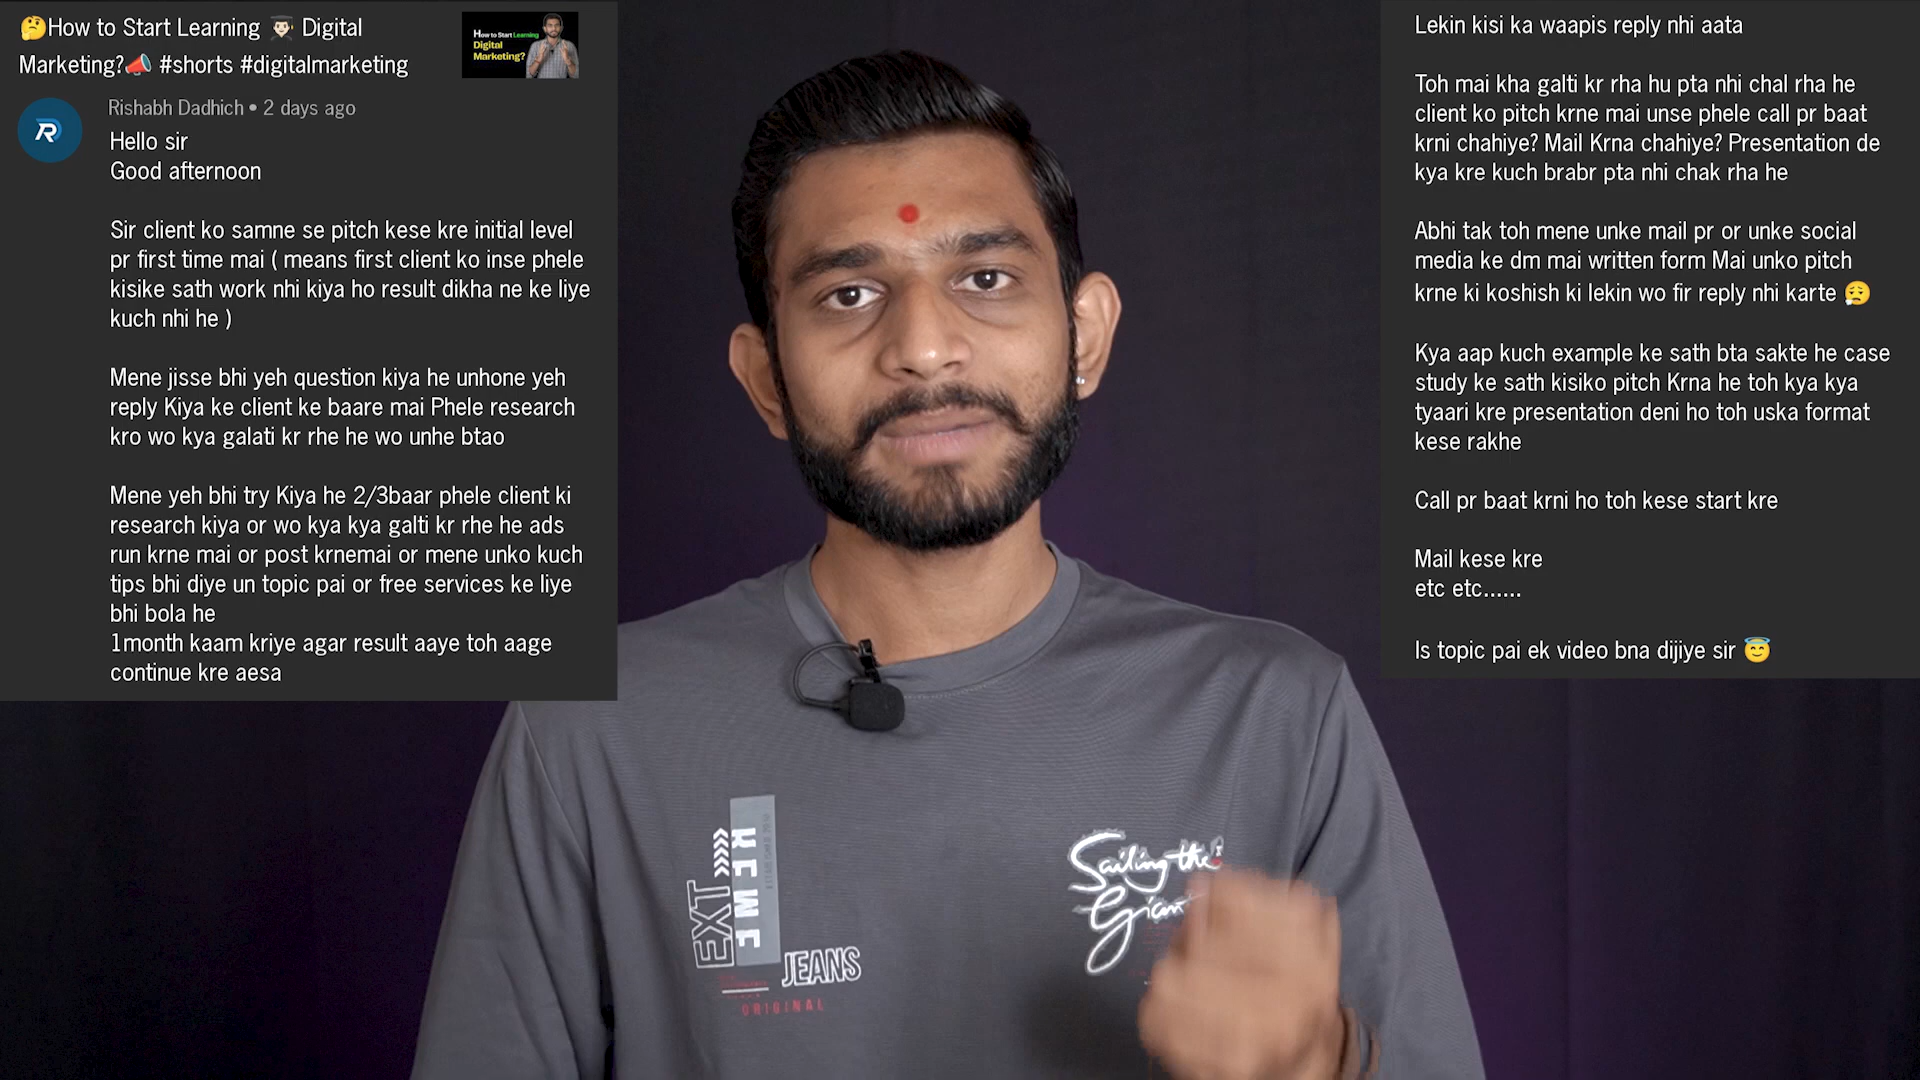 🤔How to Start Learning 👨🏻‍🎓 Digital
Marketing?📣 #shorts #digitalmarketing
How to Start Learning
Digital
Marketing?
R
Rishabh Dadhich • 2 days ago
Hello sir
Good afternoon
Sir client ko samne se pitch kese kre initial level
pr first time mai ( means first client ko inse phele
kisike sath work nhi kiya ho result dikha ne ke liye
kuch nhi he )
Mene jisse bhi yeh question kiya he unhone yeh
reply Kiya ke client ke baare mai Phele research
kro wo kya galati kr rhe he wo unhe btao
Mene yeh bhi try Kiya he 2/3baar phele client ki
research kiya or wo kya kya galti kr rhe he ads
run krne mai or post krnemai or mene unko kuch
tips bhi diye un topic pai or free services ke liye
bhi bola he
1month kaam kriye agar result aaye toh aage
continue kre aesa
Lekin kisi ka waapis reply nhi aata
Toh mai kha galti kr rha hu pta nhi chal rha he
client ko pitch krne mai unse phele call pr baat
krni chahiye? Mail Krna chahiye? Presentation de
kya kre kuch brabr pta nhi chak rha he
Abhi tak toh mene unke mail pr or unke social
media ke dm mai written form Mai unko pitch
krne ki koshish ki lekin wo fir reply nhi karte 😮‍💨
Kya aap kuch example ke sath bta sakte he case
study ke sath kisiko pitch Krna he toh kya kya
tyaari kre presentation deni ho toh uska format
kese rakhe
Call pr baat krni ho toh kese start kre
Mail kese kre
etc etc......
Is topic pai ek video bna dijiye sir 😇
EXT
KEWE
JEANS
ORIGINAL
Sailing the